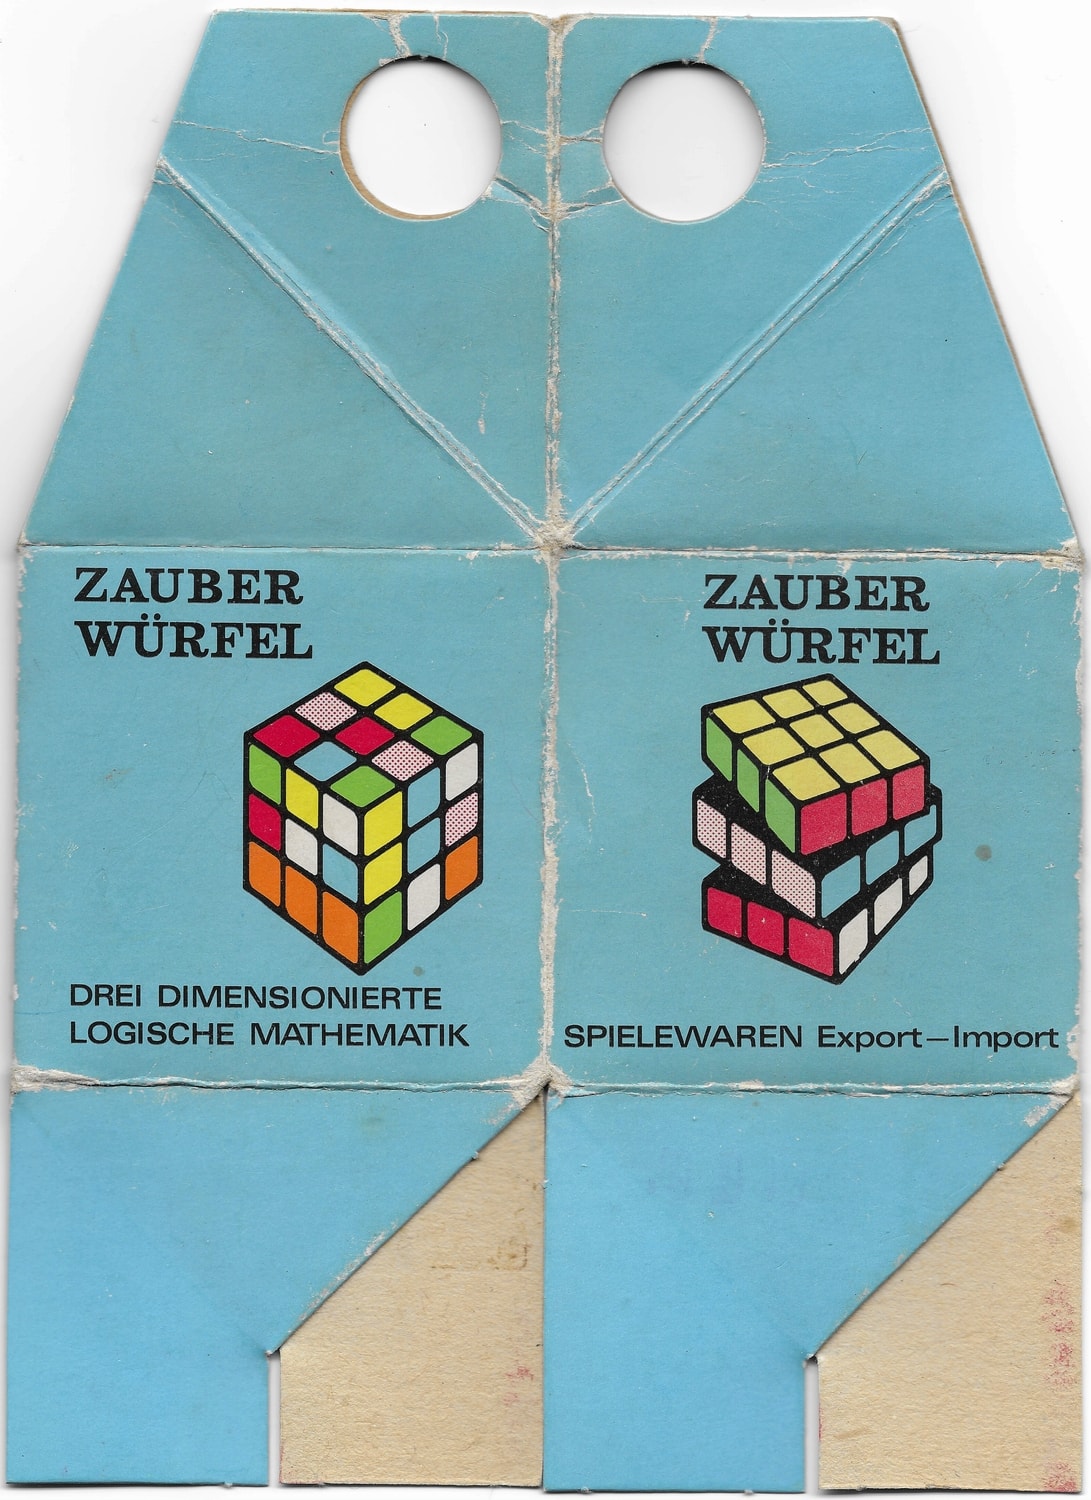 ZAUBER
WÜRFEL
DREI DIMENSIONIERTE
LOGISCHE MATHEMATIK
ZAUBER
WÜRFEL
SPIELEWAREN Export—Import